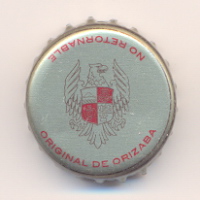 NO RETORNABLE
ORIGINAL DE ORIZABA